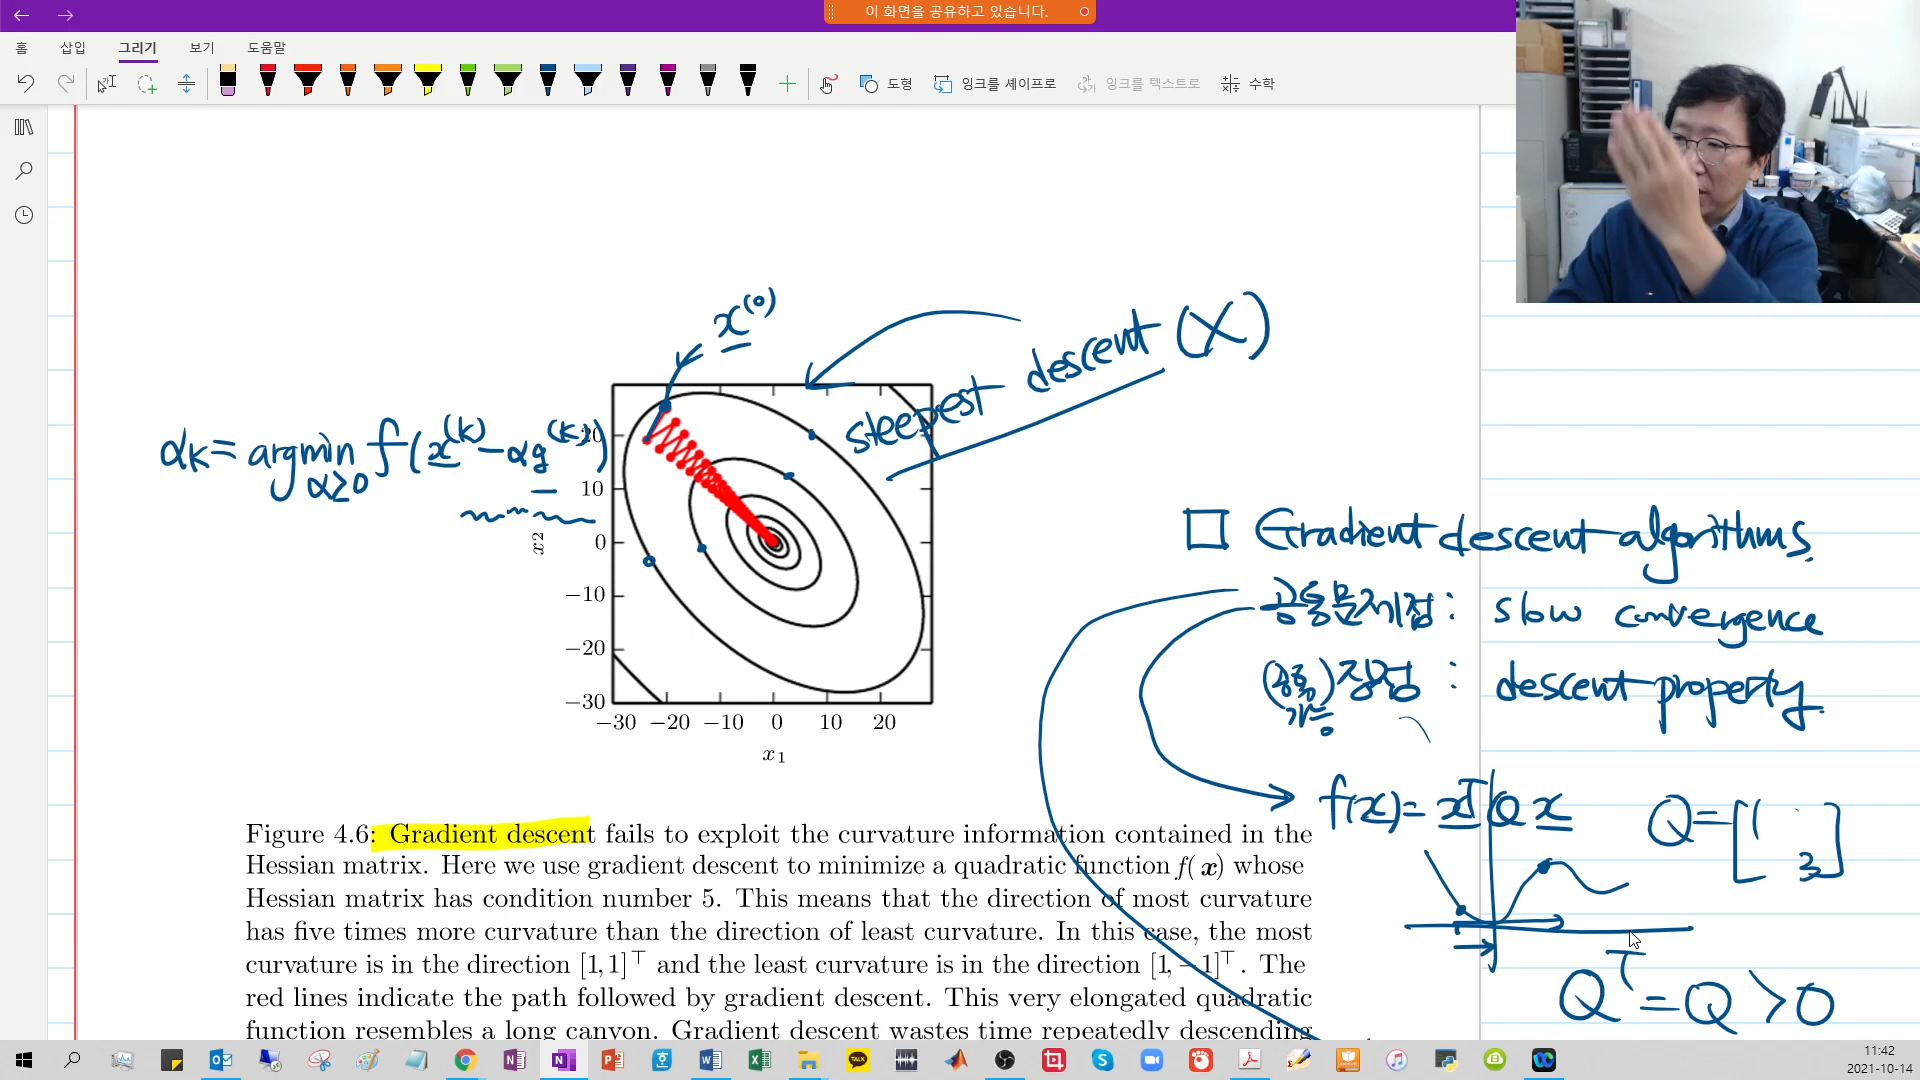 이 화면을 공유하고 있습니다.
홈 삽입 그리기 보기 도움말
도형 잉크를 셰이프로 잉크를 텍스트로 수학
x^(0)
steepest descent (X)
α_K = argmin f(x^(k) − αg^(k))
α≥0
20
10
0
−10
−20
−30
−30 −20 −10 0 10 20
x2
x1
□ Gradient descent algorithms.
공통문제점: slow convergence
(공통) 장점 : descent property.
가능
f(x) = x^T Q x
Q = [1 3]
Q^T = Q > 0
Figure 4.6: Gradient descent fails to exploit the curvature information contained in the
Hessian matrix. Here we use gradient descent to minimize a quadratic function f( x) whose
Hessian matrix has condition number 5. This means that the direction of most curvature
has five times more curvature than the direction of least curvature. In this case, the most
curvature is in the direction [1, 1]⊤ and the least curvature is in the direction [1, −1]⊤. The
red lines indicate the path followed by gradient descent. This very elongated quadratic
function resembles a long canyon. Gradient descent wastes time repeatedly descending
11:42
2021-10-14